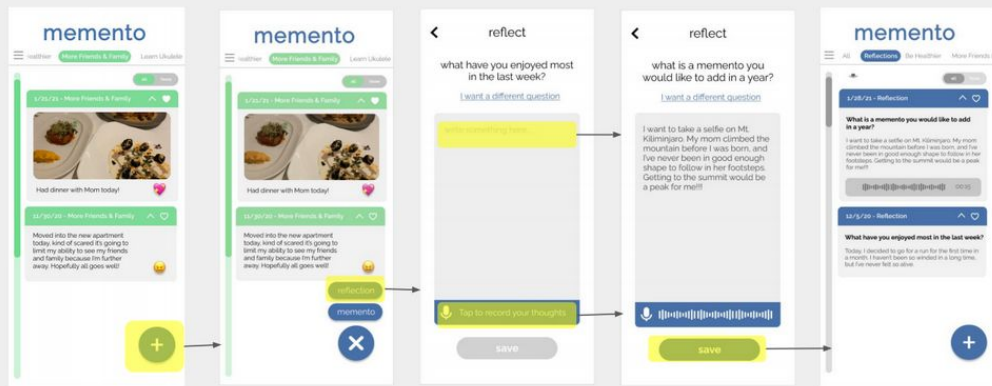 memento
More Friends & Family
Learn Ukulele
All
1/21/21 - More Friends & Family
Had dinner with Mom today!
11/30/20 - More Friends & Family
Moved into the new apartment
today, kind of scared it's going to
limit my ability to see my friends
and family because I'm further
away. Hopefully all goes well!
+
memento
More Friends & Family
Learn Ukulele
All
1/21/21 - More Friends & Family
Had dinner with Mom today!
11/30/20 - More Friends & Family
Moved into the new apartment
today, kind of scared it's going to
limit my ability to see my friends
and family because I'm further
away. Hopefully all goes well!
reflection
memento
reflect
what have you enjoyed most
in the last week?
I want a different question
write something here...
Tap to record your thoughts
save
reflect
what is a memento you
would like to add in a year?
I want a different question
I want to take a selfie on Mt.
Kiliminjaro. My mom climbed the
mountain before I was born, and
I've never been in good enough
shape to follow in her footsteps.
Getting to the summit would be
a peak for me!!!
save
memento
All
Reflections
Be Healthier
More Friends
1/28/21 - Reflection
What is a memento you would like to add
in a year?
I want to take a selfie on Mt. Kiliminjaro. My mom
climbed the mountain before I was born, and I've
never been in good enough shape to follow in her
footsteps. Getting to the summit would be a peak
for me!!!
12/5/20 - Reflection
What have you enjoyed most in the last week?
Today, I decided to go for a run for the first time in
a month. I haven't been so winded in a long time,
but I've never felt so alive.
+